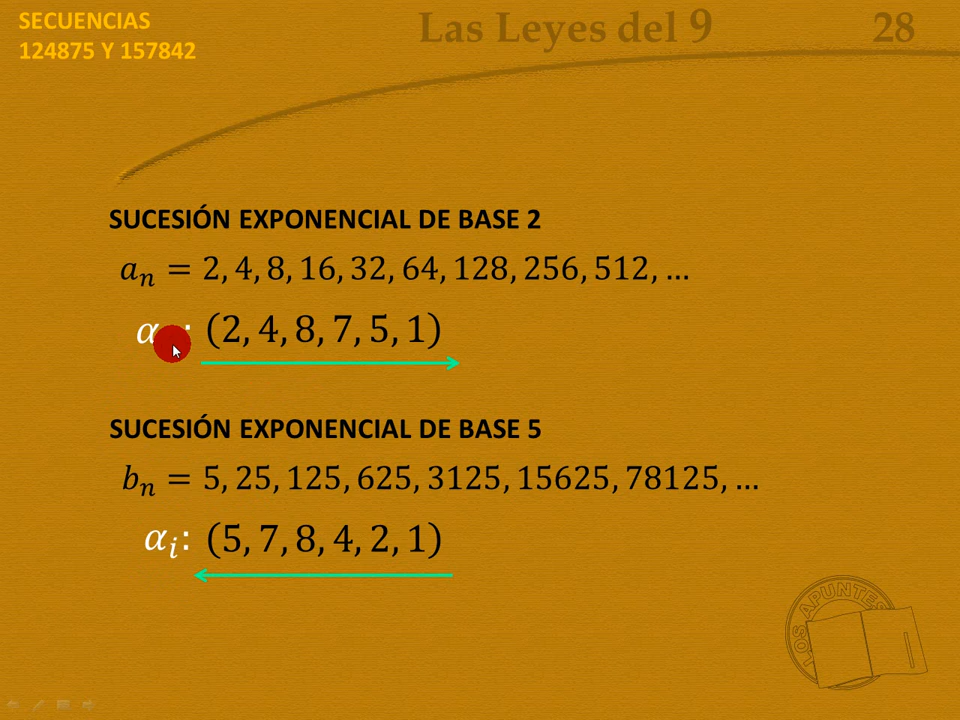 SECUENCIAS
124875 Y 157842
Las Leyes del 9
28
SUCESIÓN EXPONENCIAL DE BASE 2
aₙ = 2, 4, 8, 16, 32, 64, 128, 256, 512, …
α : (2, 4, 8, 7, 5, 1)
SUCESIÓN EXPONENCIAL DE BASE 5
bₙ = 5, 25, 125, 625, 3125, 15625, 78125, …
αᵢ: (5, 7, 8, 4, 2, 1)
LOS APUNTES